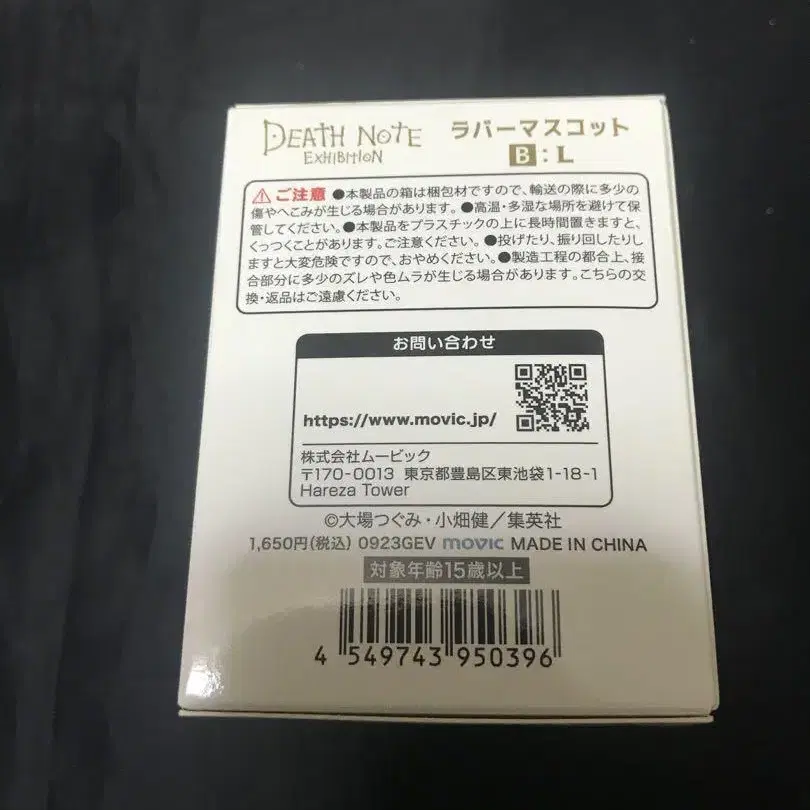 DEATH NOTE
EXHIBITION
ラバーマスコット
B : L
⚠ご注意 ●本製品の箱は梱包材ですので、輸送の際に多少の
傷やへこみが生じる場合があります。●高温・多湿な場所を避けて保
管してください。●本製品をプラスチックの上に長時間置きますと、
くっつくことがあります。ご注意ください。●投げたり、振り回したりし
ますと大変危険ですので、おやめください。●製造工程の都合上、接
合部分に多少のズレや色ムラが生じる場合があります。こちらの交
換・返品はご遠慮ください。
お問い合わせ
https://www.movic.jp/
株式会社ムービック
〒170-0013 東京都豊島区東池袋1-18-1
Hareza Tower
©大場つぐみ・小畑健／集英社
1,650円(税込) 0923GEV movic MADE IN CHINA
対象年齢15歳以上
4 549743 950396